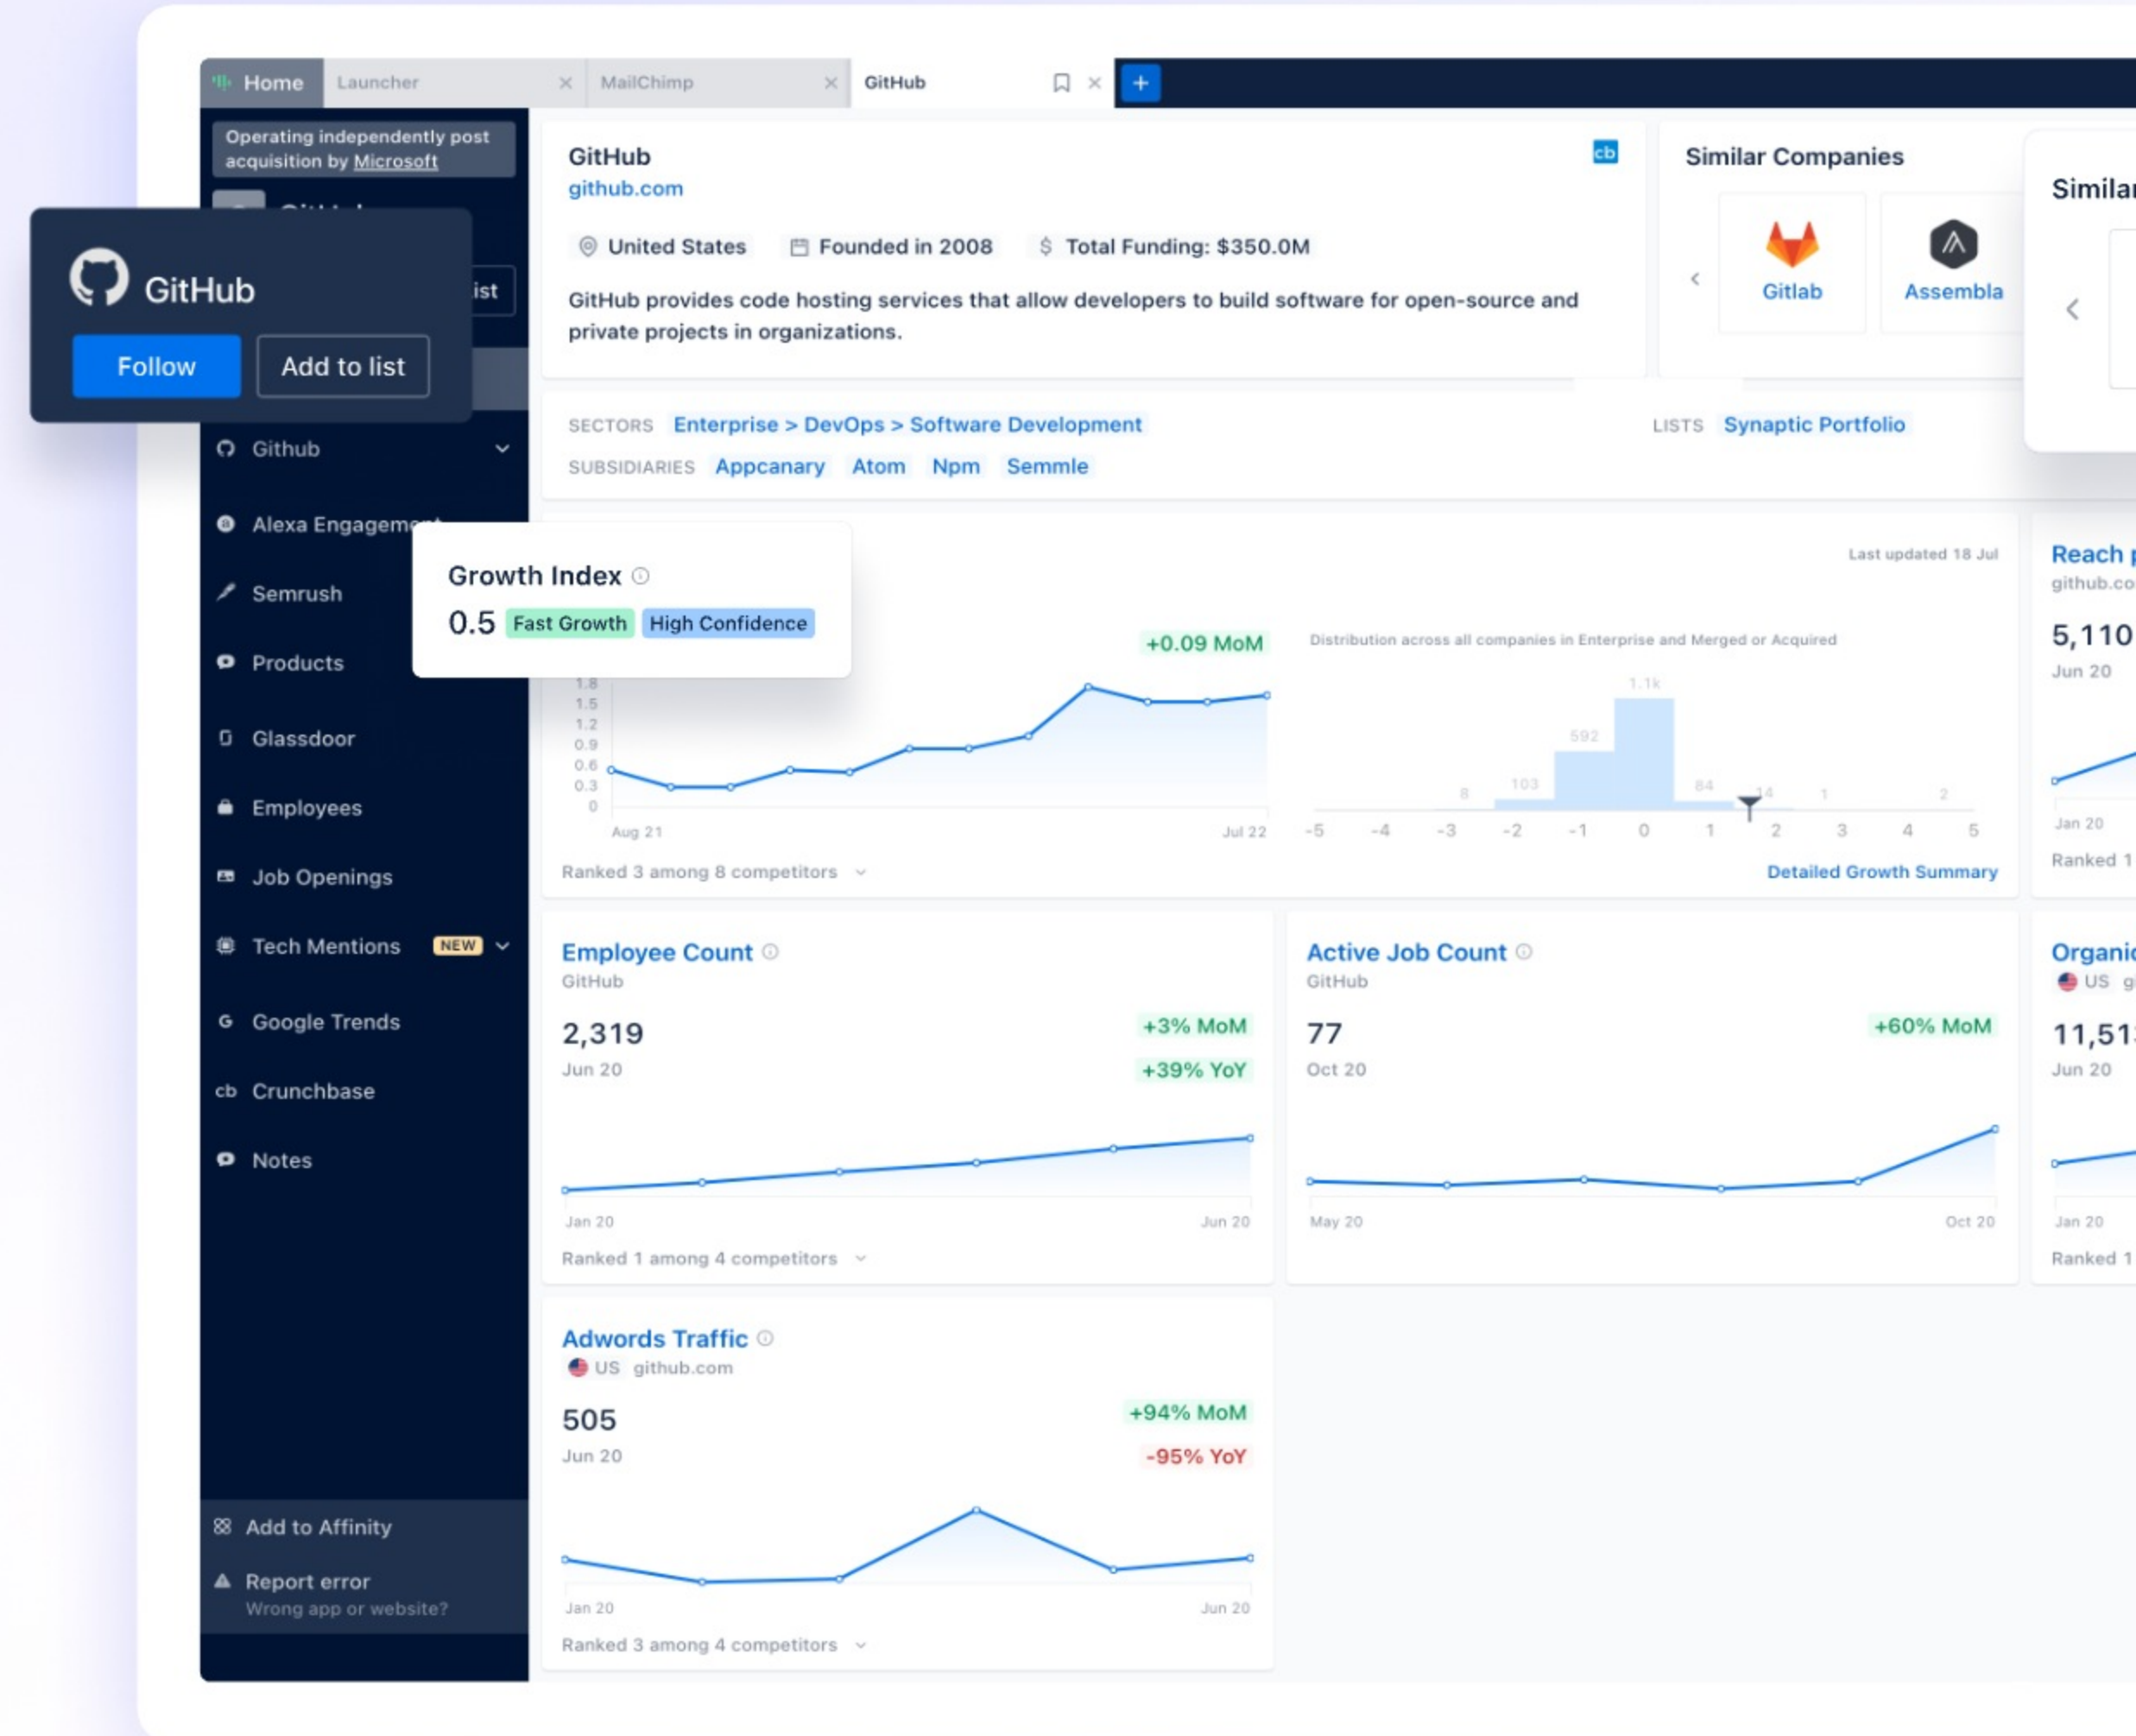 Home Launcher MailChimp GitHub
Operating independently post
acquisition by Microsoft
GitHub
Follow Add to list
Github
Alexa Engagement
Semrush
Products
Glassdoor
Employees
Job Openings
Tech Mentions NEW
Google Trends
cb Crunchbase
Notes
Add to Affinity
Report error
Wrong app or website?
GitHub cb
github.com
United States Founded in 2008 $ Total Funding: $350.0M
GitHub provides code hosting services that allow developers to build software for open-source and
private projects in organizations.
Similar Companies
Gitlab Assembla
SECTORS Enterprise > DevOps > Software Development
LISTS Synaptic Portfolio
SUBSIDIARIES Appcanary Atom Npm Semmle
Growth Index
0.5 Fast Growth High Confidence
Last updated 18 Jul
+0.09 MoM
1.8
1.5
1.2
0.9
0.6
0.3
0
Aug 21 Jul 22
Ranked 3 among 8 competitors
Distribution across all companies in Enterprise and Merged or Acquired
8 103 592 1.1k 84 14 1 2
-5 -4 -3 -2 -1 0 1 2 3 4 5
Detailed Growth Summary
Reach
5,110
Jun 20
Jan 20
Ranked 1
Employee Count
GitHub
2,319
+3% MoM
Jun 20
+39% YoY
Jan 20 Jun 20
Ranked 1 among 4 competitors
Active Job Count
GitHub
77
+60% MoM
Oct 20
May 20 Oct 20
US
Jun 20
Jan 20
Ranked 1
Adwords Traffic
US github.com
505
+94% MoM
Jun 20
-95% YoY
Jan 20 Jun 20
Ranked 3 among 4 competitors